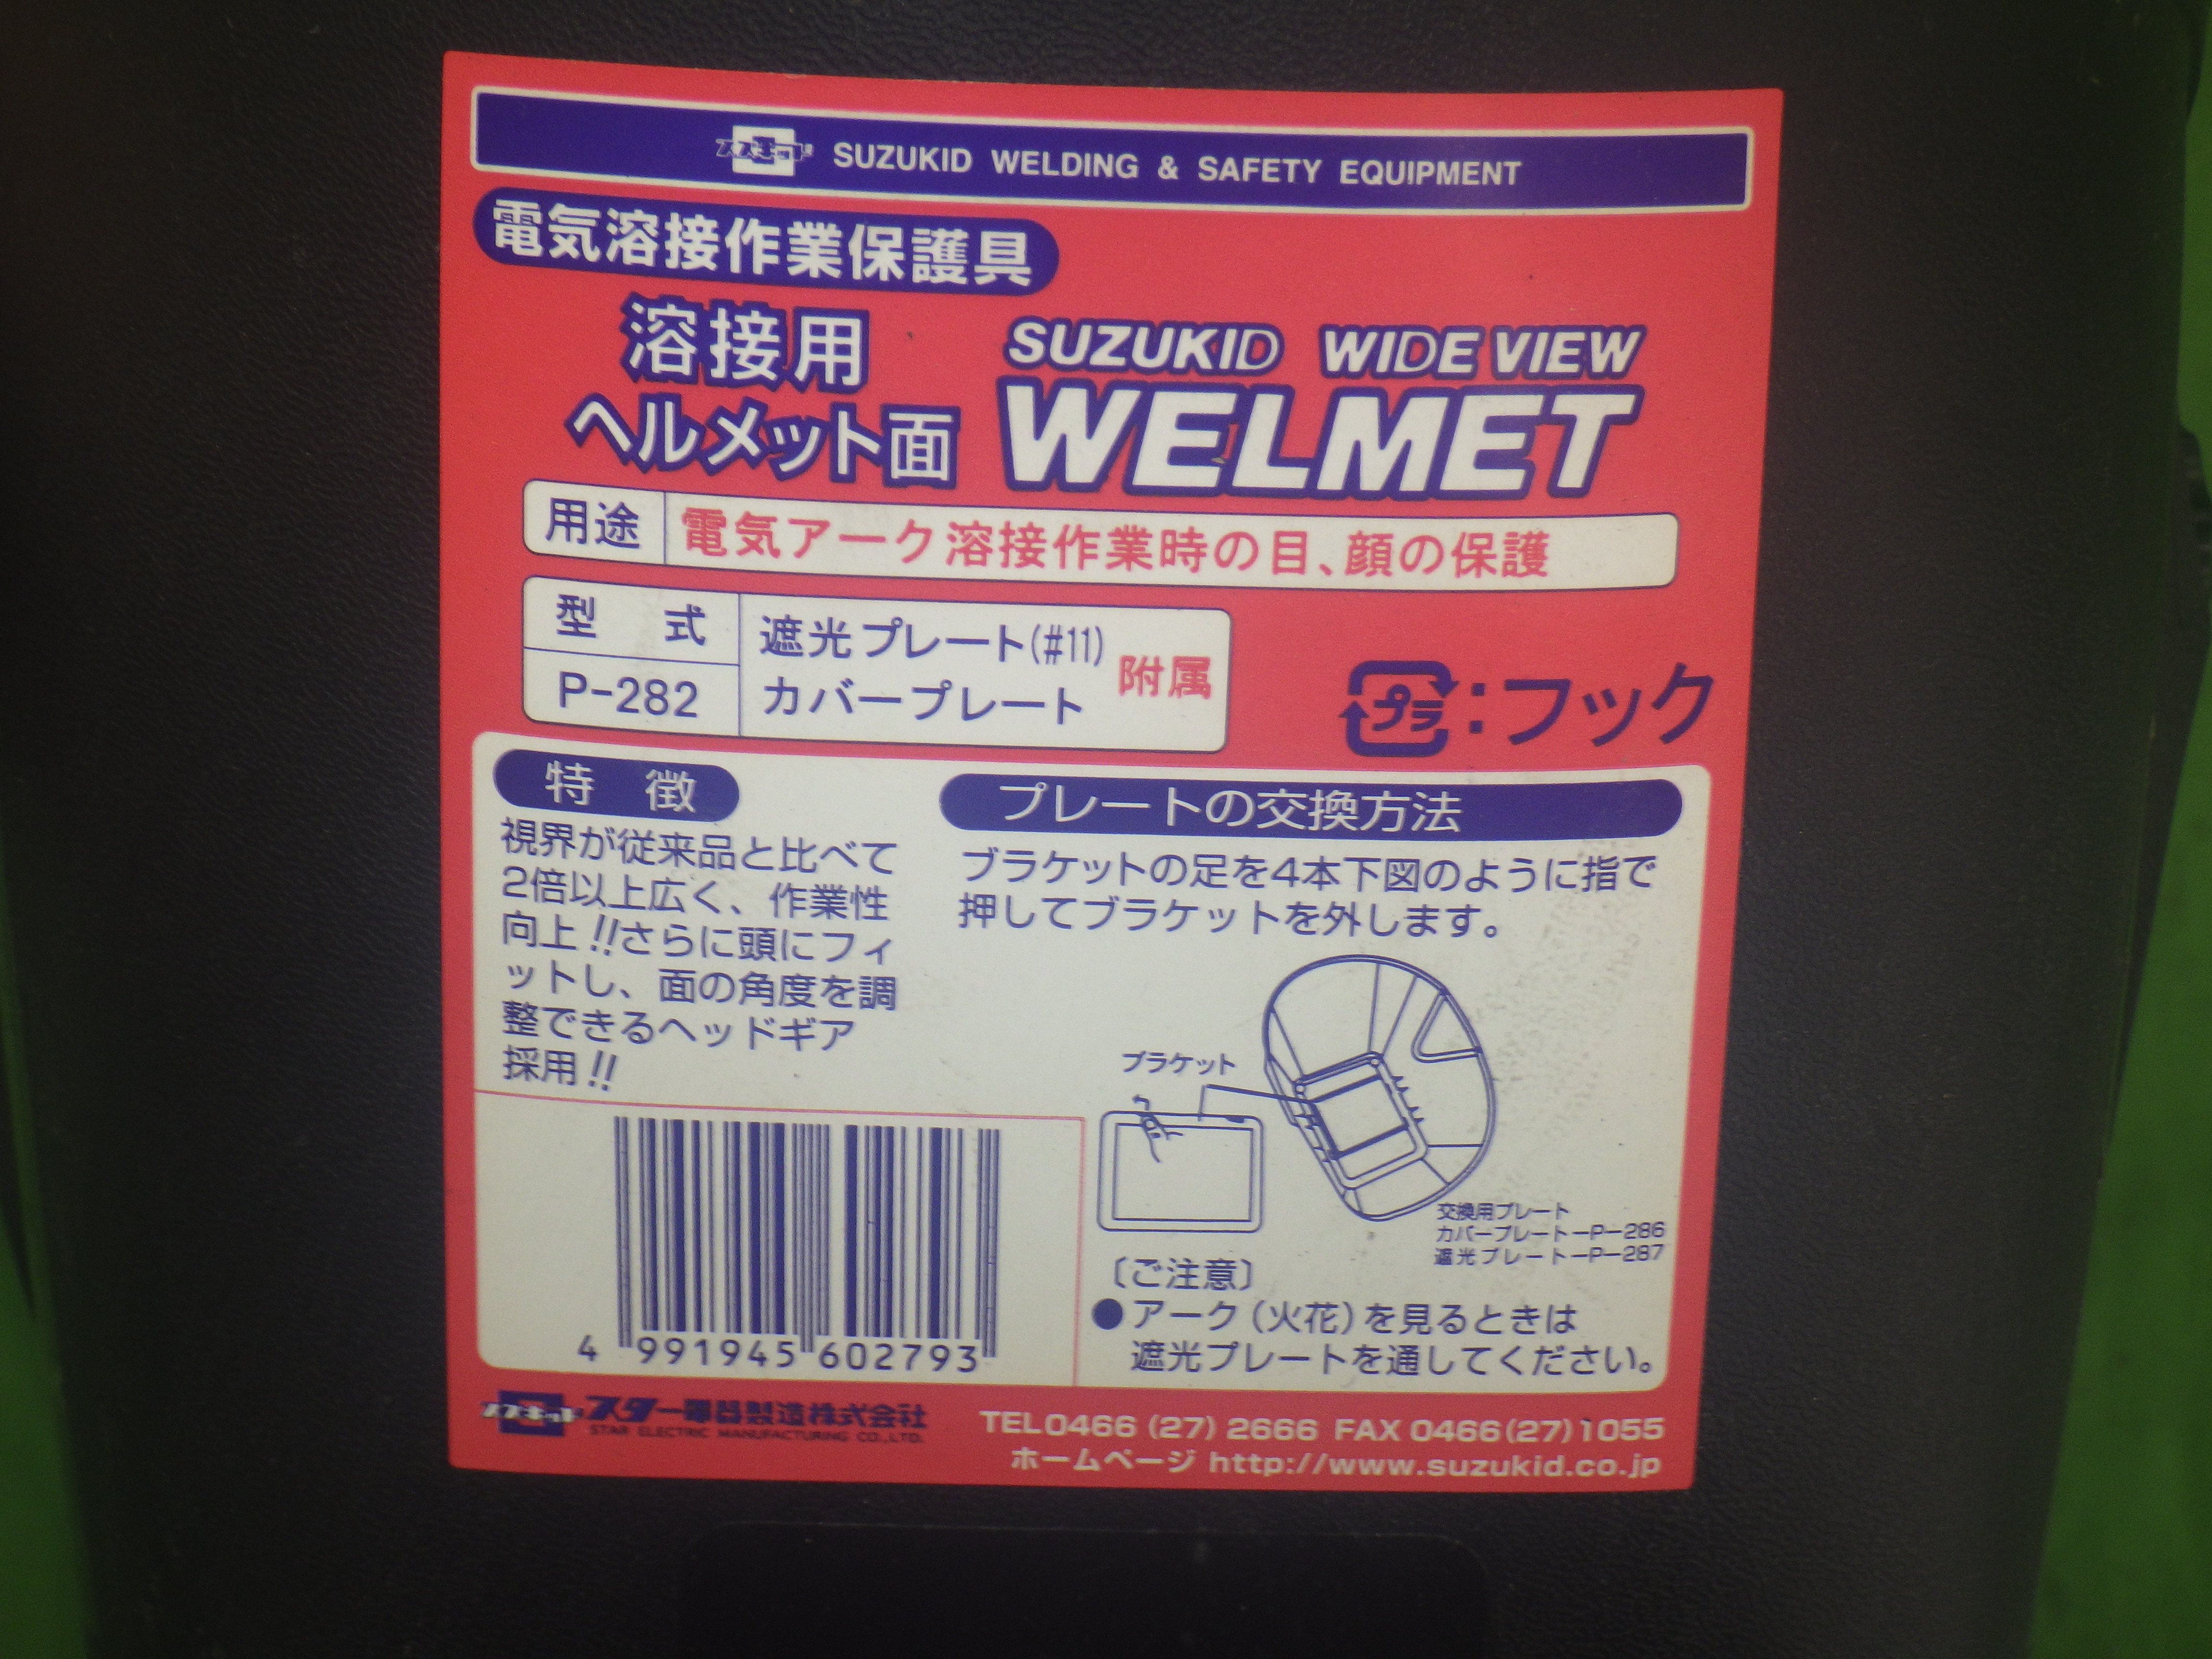 スズキッド SUZUKID WELDING & SAFETY EQUIPMENT
電気溶接作業保護具
溶接用
ヘルメット面
SUZUKID WIDE VIEW
WELMET
用途 電気アーク溶接作業時の目、顔の保護
型 式
P-282
遮光プレート(#11)
カバープレート
附属
プラ:フック
特 徴
視界が従来品と比べて
2倍以上広く、作業性
向上!!さらに頭にフィ
ットし、面の角度を調
整できるヘッドギア
採用!!
プレートの交換方法
ブラケットの足を4本下図のように指で
押してブラケットを外します。
ブラケット
交換用プレート
カバープレートーP-286
遮光プレートーP-287
〔ご注意〕
●アーク(火花)を見るときは
遮光プレートを通してください。
4 991945 602793
スズキッド スター電器製造株式会社
STAR ELECTRIC MANUFACTURING CO.,LTD.
TEL0466 (27) 2666 FAX 0466(27)1055
ホームページ http://www.suzukid.co.jp